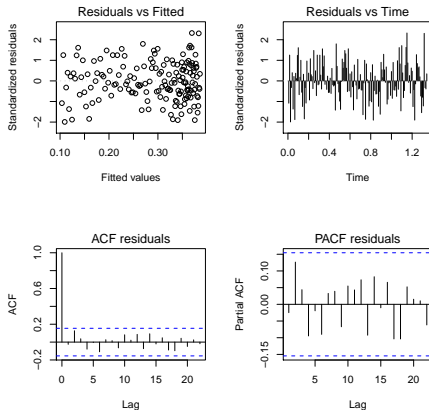 Residuals vs Fitted
Standardized residuals
-2
0
1
2
0.10
0.20
0.30
Fitted values
Residuals vs Time
Standardized residuals
-2
0
1
2
0.0
0.4
0.8
1.2
Time
ACF residuals
ACF
-0.2
0.2
0.6
1.0
0
5
10
15
20
Lag
PACF residuals
Partial ACF
-0.15
0.00
0.10
5
10
15
20
Lag